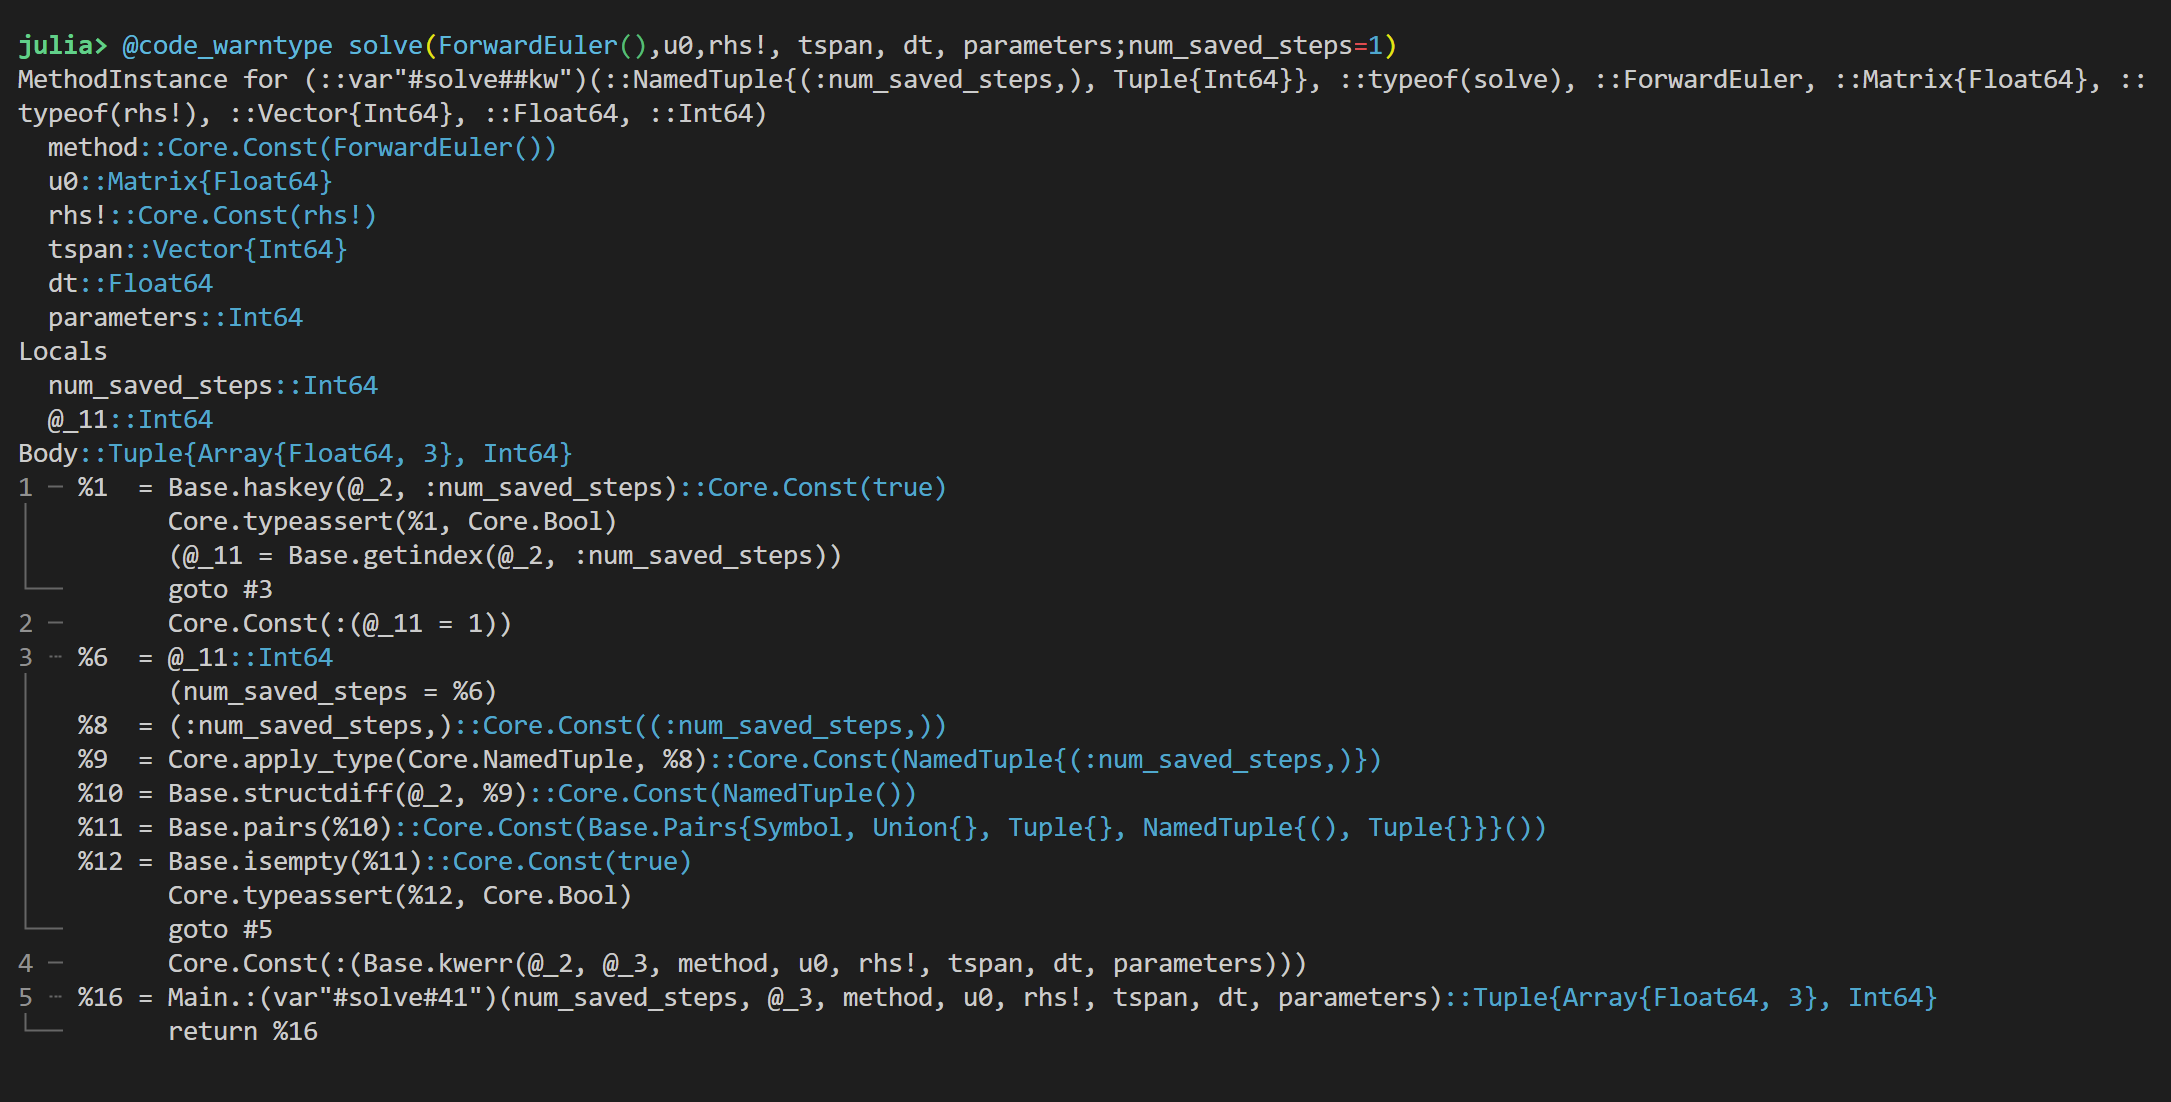 julia> @code_warntype solve(ForwardEuler(),u0,rhs!, tspan, dt, parameters;num_saved_steps=1)
MethodInstance for (::var"#solve##kw")(::NamedTuple{(:num_saved_steps,), Tuple{Int64}}, ::typeof(solve), ::ForwardEuler, ::Matrix{Float64}, ::
typeof(rhs!), ::Vector{Int64}, ::Float64, ::Int64)
  method::Core.Const(ForwardEuler())
  u0::Matrix{Float64}
  rhs!::Core.Const(rhs!)
  tspan::Vector{Int64}
  dt::Float64
  parameters::Int64
Locals
  num_saved_steps::Int64
  @_11::Int64
Body::Tuple{Array{Float64, 3}, Int64}
1 ─ %1  = Base.haskey(@_2, :num_saved_steps)::Core.Const(true)
│         Core.typeassert(%1, Core.Bool)
│         (@_11 = Base.getindex(@_2, :num_saved_steps))
└──       goto #3
2 ─       Core.Const(:(@_11 = 1))
3 ┄ %6  = @_11::Int64
│         (num_saved_steps = %6)
│   %8  = (:num_saved_steps,)::Core.Const((:num_saved_steps,))
│   %9  = Core.apply_type(Core.NamedTuple, %8)::Core.Const(NamedTuple{(:num_saved_steps,)})
│   %10 = Base.structdiff(@_2, %9)::Core.Const(NamedTuple())
│   %11 = Base.pairs(%10)::Core.Const(Base.Pairs{Symbol, Union{}, Tuple{}, NamedTuple{(), Tuple{}}}())
│   %12 = Base.isempty(%11)::Core.Const(true)
│         Core.typeassert(%12, Core.Bool)
└──       goto #5
4 ─       Core.Const(:(Base.kwerr(@_2, @_3, method, u0, rhs!, tspan, dt, parameters)))
5 ┄ %16 = Main.:(var"#solve#41")(num_saved_steps, @_3, method, u0, rhs!, tspan, dt, parameters)::Tuple{Array{Float64, 3}, Int64}
└──       return %16